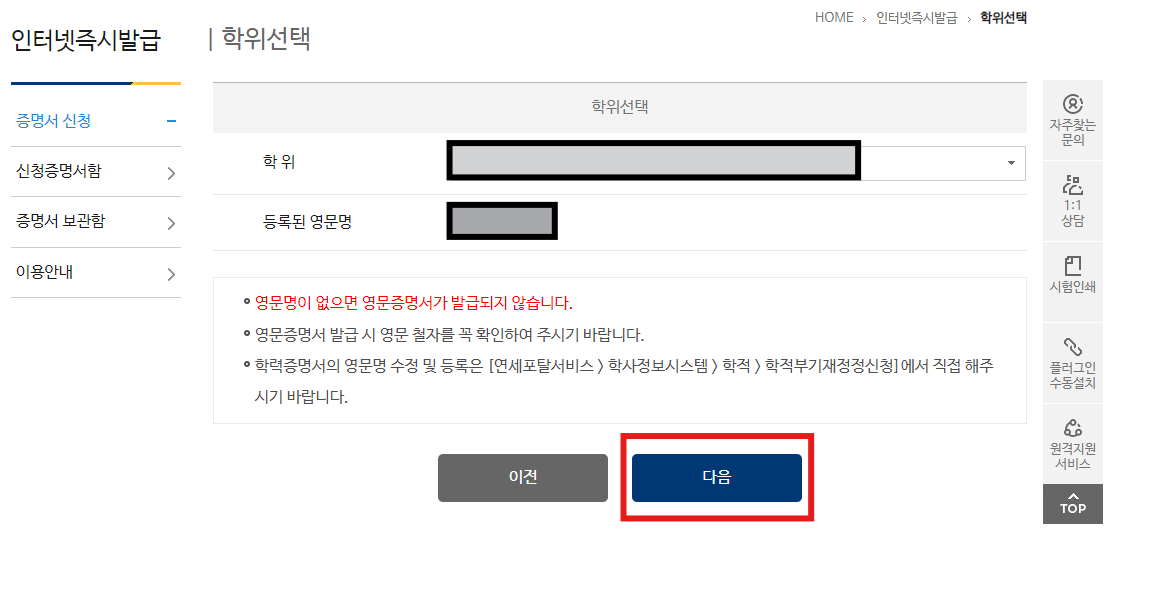 HOME › 인터넷즉시발급 › 학위선택
인터넷즉시발급
| 학위선택
증명서 신청
신청증명서함
증명서 보관함
이용안내
학위선택
학 위
등록된 영문명
영문명이 없으면 영문증명서가 발급되지 않습니다.
영문증명서 발급 시 영문 철자를 꼭 확인하여 주시기 바랍니다.
학력증명서의 영문명 수정 및 등록은 [연세포탈서비스 > 학사정보시스템 > 학적 > 학적부기재정정신청]에서 직접 해주
시기 바랍니다.
이전
다음
자주찾는
문의
1:1
상담
시험인쇄
플러그인
수동설치
원격지원
서비스
TOP